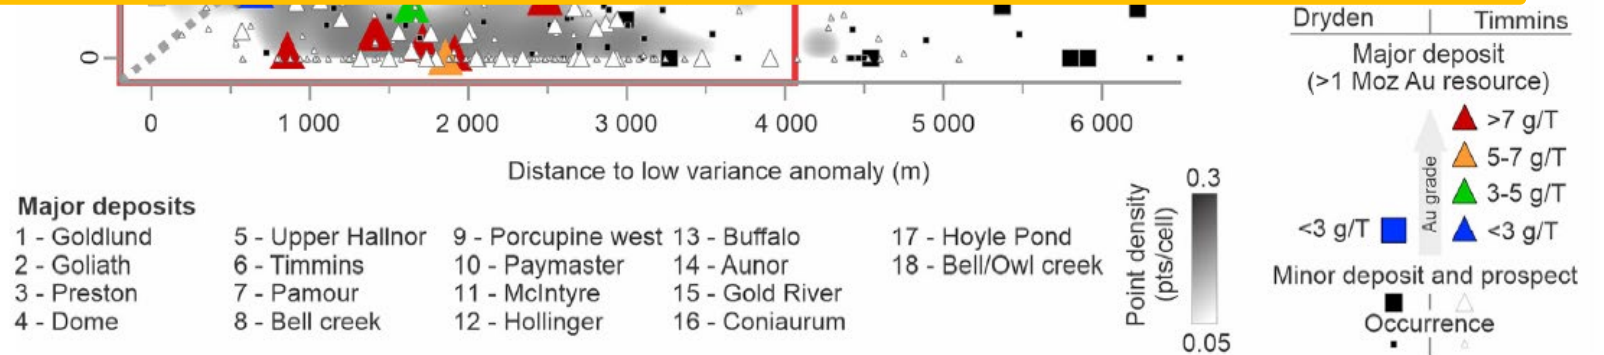 0
0 1 000 2 000 3 000 4 000 5 000 6 000
Distance to low variance anomaly (m)
Major deposits
1 - Goldlund
2 - Goliath
3 - Preston
4 - Dome
5 - Upper Hallnor
6 - Timmins
7 - Pamour
8 - Bell creek
9 - Porcupine west
10 - Paymaster
11 - McIntyre
12 - Hollinger
13 - Buffalo
14 - Aunor
15 - Gold River
16 - Coniaurum
17 - Hoyle Pond
18 - Bell/Owl creek
Point density
(pts/cell)
0.3
0.05
Dryden Timmins
Major deposit
(>1 Moz Au resource)
>7 g/T
5-7 g/T
3-5 g/T
<3 g/T <3 g/T
Au grade
Minor deposit and prospect
Occurrence